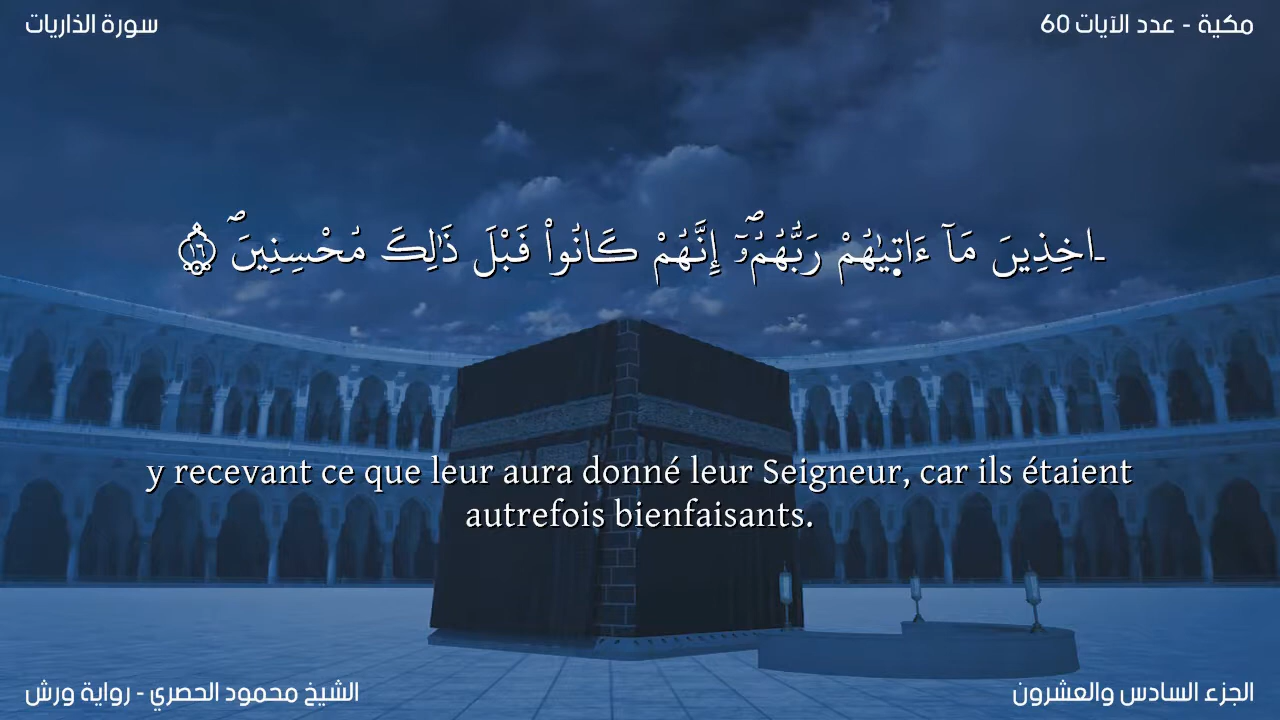 سورة الذاريات
مكية - عدد الآيات 60
ـاخِذِينَ مَآ ءَاتٜيٰهُمْ رَبُّهُمُۥٓۖ إِنَّهُمْ كَانُواْ قَبْلَ ذَٰلِكَ مُحْسِنِينَۖ ١٦
y recevant ce que leur aura donné leur Seigneur, car ils étaient
autrefois bienfaisants.
الشيخ محمود الحصري - رواية ورش
الجزء السادس والعشرون